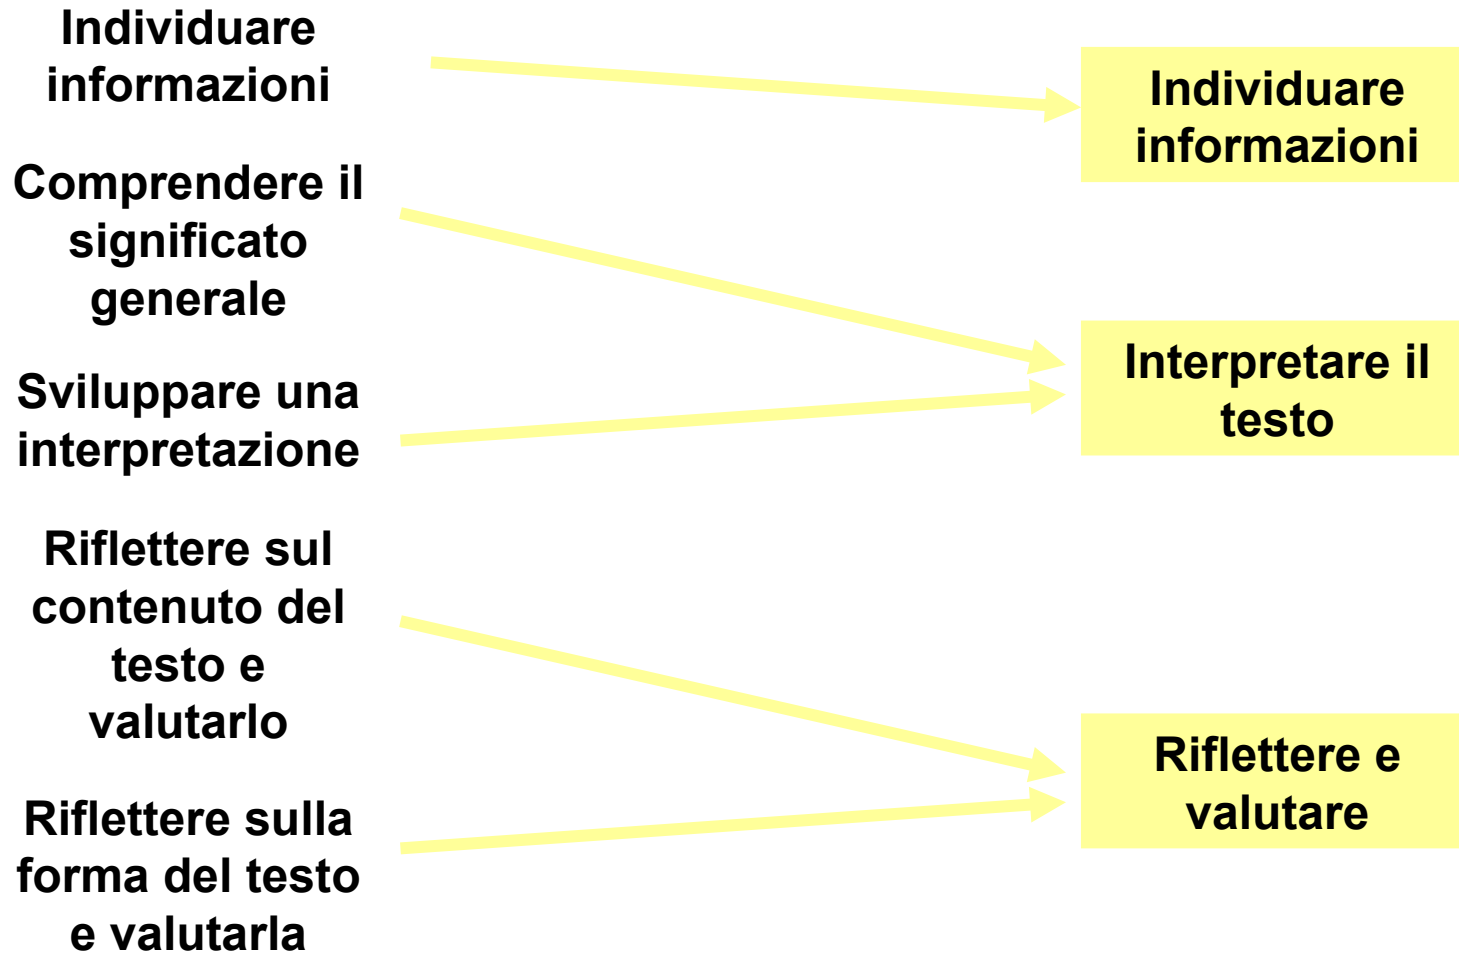 Individuare
informazioni
Comprendere il
significato
generale
Sviluppare una
interpretazione
Riflettere sul
contenuto del
testo e
valutarlo
Riflettere sulla
forma del testo
e valutarla
Individuare
informazioni
Interpretare il
testo
Riflettere e
valutare